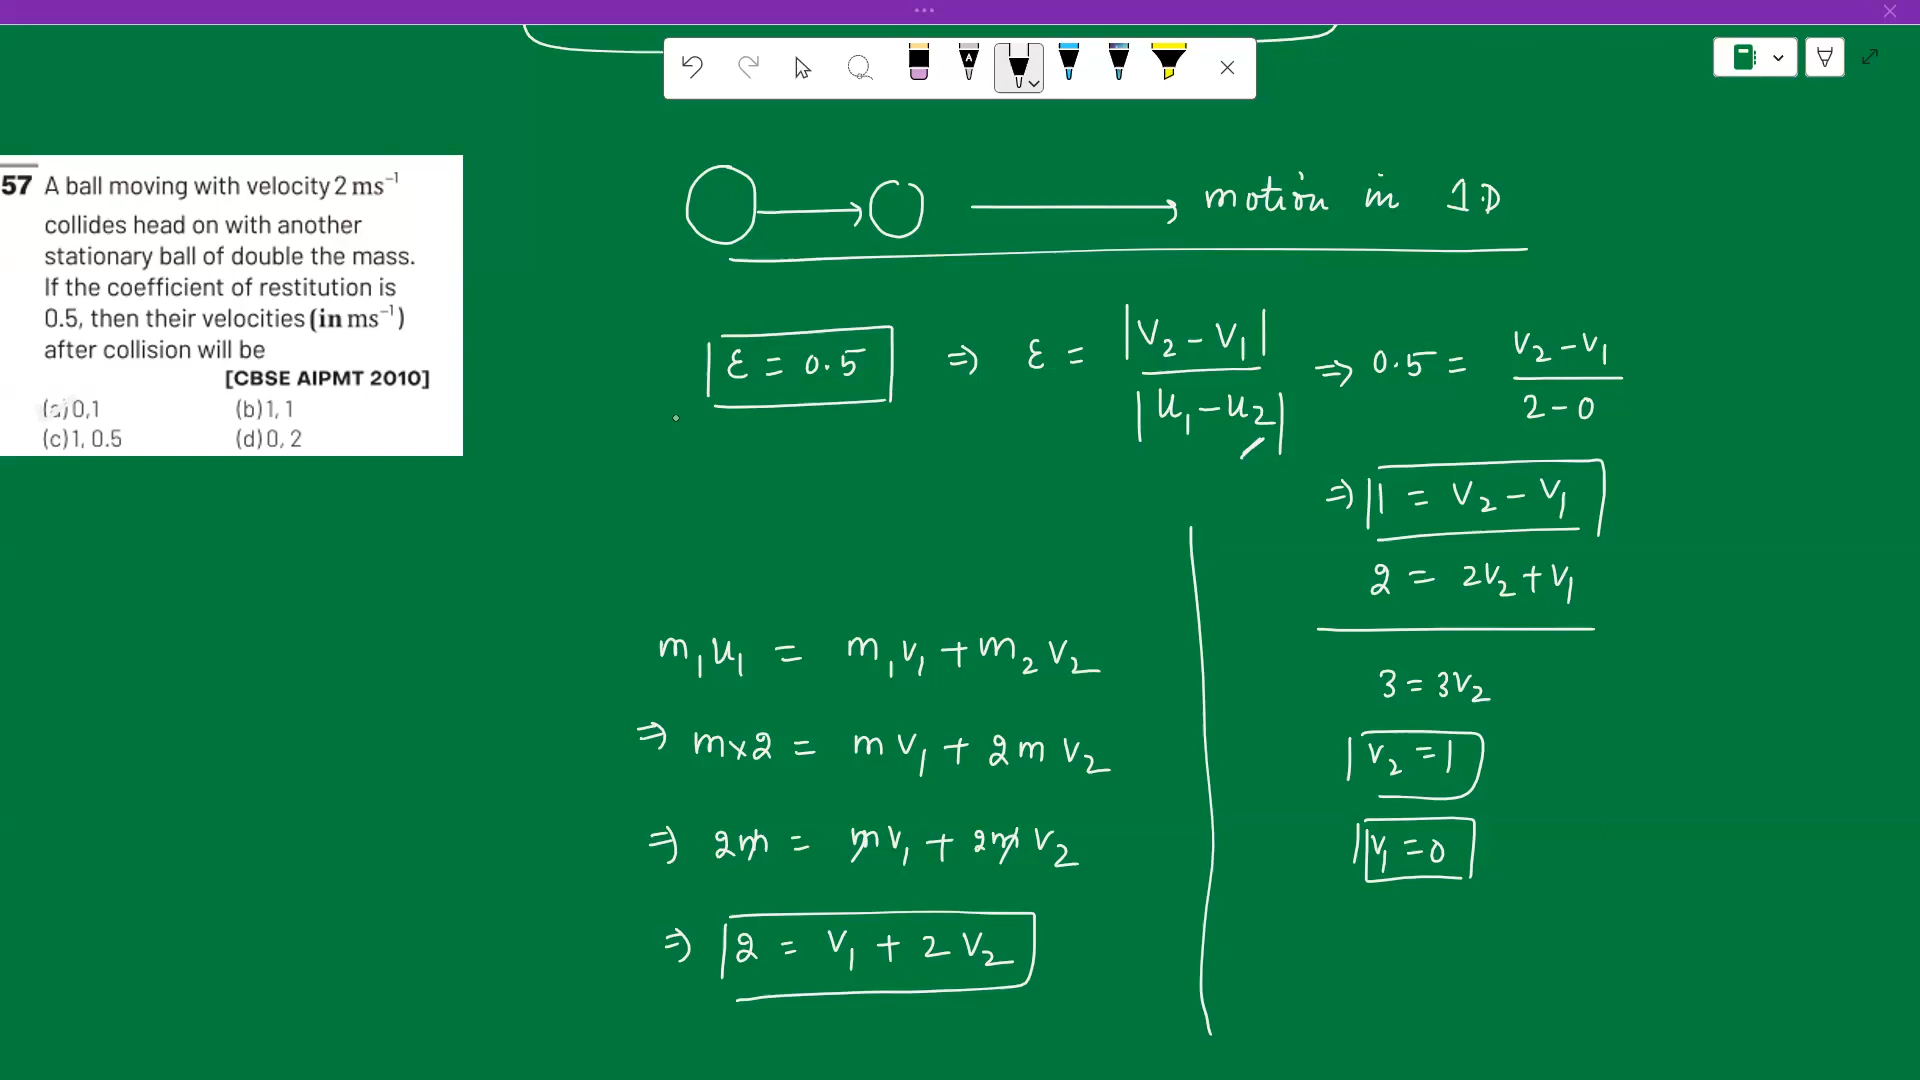 57 A ball moving with velocity 2 ms⁻¹
collides head on with another
stationary ball of double the mass.
If the coefficient of restitution is
0.5, then their velocities (in ms⁻¹)
after collision will be
[CBSE AIPMT 2010]
(a) 0,1 (b) 1, 1
(c) 1, 0.5 (d) 0, 2
motion in 1D
ε = 0.5 ⇒ ε = |V₂ - V₁| / |u₁ - u₂| ⇒ 0.5 = V₂ - V₁ / 2 - 0
⇒ 1 = V₂ - V₁
2 = 2V₂ + V₁
3 = 3V₂
V₂ = 1
V₁ = 0
m₁u₁ = m₁v₁ + m₂v₂
⇒ m×2 = mv₁ + 2mv₂
⇒ 2m = mv₁ + 2mv₂
⇒ 2 = V₁ + 2V₂